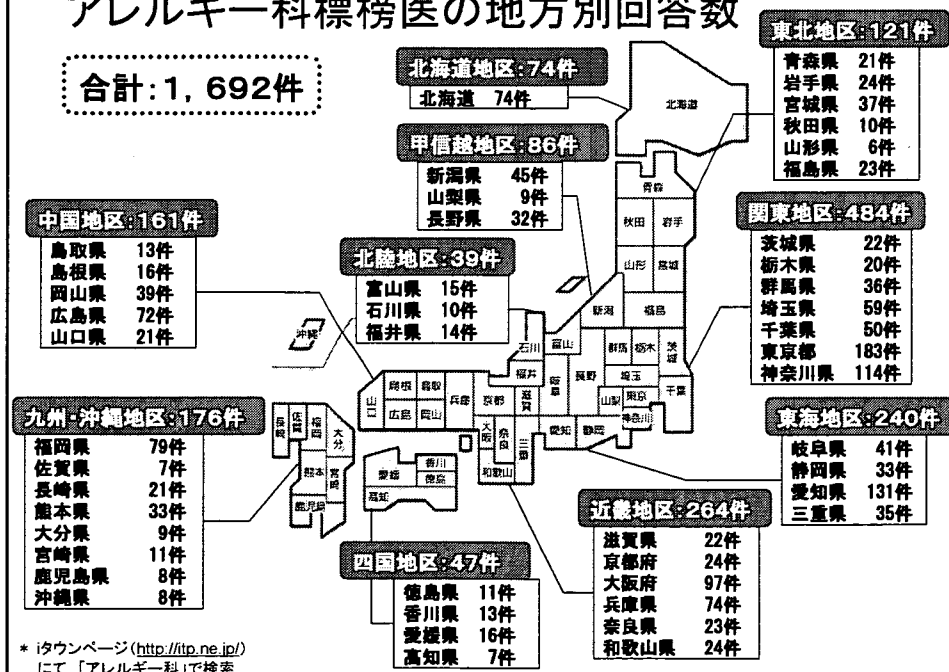 アレルギー科標榜医の地方別回答数
合計:1,692件
北海道地区:74件
北海道 74件
東北地区:121件
青森県 21件
岩手県 24件
宮城県 37件
秋田県 10件
山形県 6件
福島県 23件
甲信越地区:86件
新潟県 45件
山梨県 9件
長野県 32件
関東地区:484件
茨城県 22件
栃木県 20件
群馬県 36件
埼玉県 59件
千葉県 50件
東京都 183件
神奈川県 114件
中国地区:161件
鳥取県 13件
島根県 16件
岡山県 39件
広島県 72件
山口県 21件
北陸地区:39件
富山県 15件
石川県 10件
福井県 14件
九州・沖縄地区:176件
福岡県 79件
佐賀県 7件
長崎県 21件
熊本県 33件
大分県 9件
宮崎県 11件
鹿児島県 8件
沖縄県 8件
東海地区:240件
岐阜県 41件
静岡県 33件
愛知県 131件
三重県 35件
近畿地区:264件
滋賀県 22件
京都府 24件
大阪府 97件
兵庫県 74件
奈良県 23件
和歌山県 24件
四国地区:47件
徳島県 11件
香川県 13件
愛媛県 16件
高知県 7件
北海道
青森
秋田
岩手
山形
宮城
新潟
福島
石川
富山
群馬
栃木
茨城
福井
岐阜
長野
埼玉
山梨
東京
千葉
神奈川
沖縄
山口
島根
鳥取
広島
岡山
兵庫
京都
滋賀
大阪
奈良
三重
愛知
静岡
和歌山
長崎
佐賀
福岡
大分
熊本
宮崎
鹿児島
愛媛
香川
徳島
高知
* iタウンページ(http://itp.ne.jp/)
にて、「アレルギー科」で検索